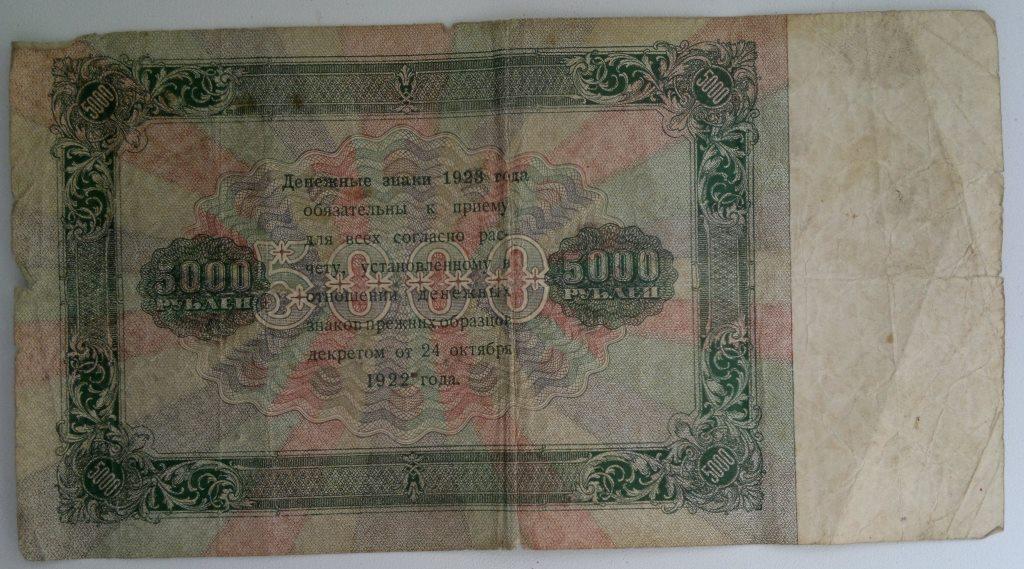 5000
5000
Денежные знаки 1923 года
обязательны к приему
для всех согласно рас-
чету, установленному в
отношении денежных
знаков прежних образцов
декретом от 24 октября
1922 года.
5000
РУБЛЕЙ
5000
5000
РУБЛЕЙ
5000
5000